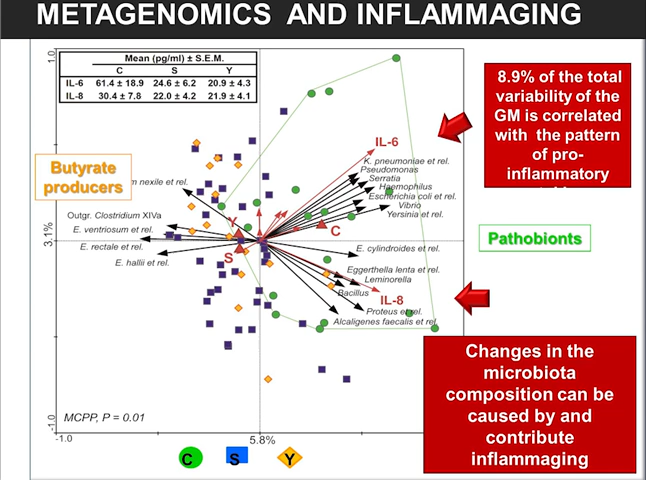 METAGENOMICS AND INFLAMMAGING
1.0
Mean (pg/ml) ± S.E.M.
C S Y
IL-6 61.4 ± 18.9 24.6 ± 6.2 20.9 ± 4.3
IL-8 30.4 ± 7.8 22.0 ± 4.2 21.9 ± 4.1
8.9% of the total
variability of the
GM is correlated
with the pattern
of pro-
inflammatory
IL-6
K. pneumoniae et rel.
Pseudomonas
Serratia
Haemophilus
Escherichia coli et rel.
Vibrio
Yersinia et rel.
Butyrate
producers
nexile et rel.
Outgr. Clostridium XIVa
E. ventriosum et rel.
E. rectale et rel.
E. hallii et rel.
Y
C
S
3.1%
Pathobionts
E. cylindroides et rel.
Eggerthella lenta et rel.
Leminorella
Bacillus
IL-8
Proteus et rel.
Alcaligenes faecalis et rel.
Changes in the
microbiota
composition can be
caused by and
contribute
inflammaging
MCPP, P = 0.01
-1.0
-1.0
5.8%
C S Y